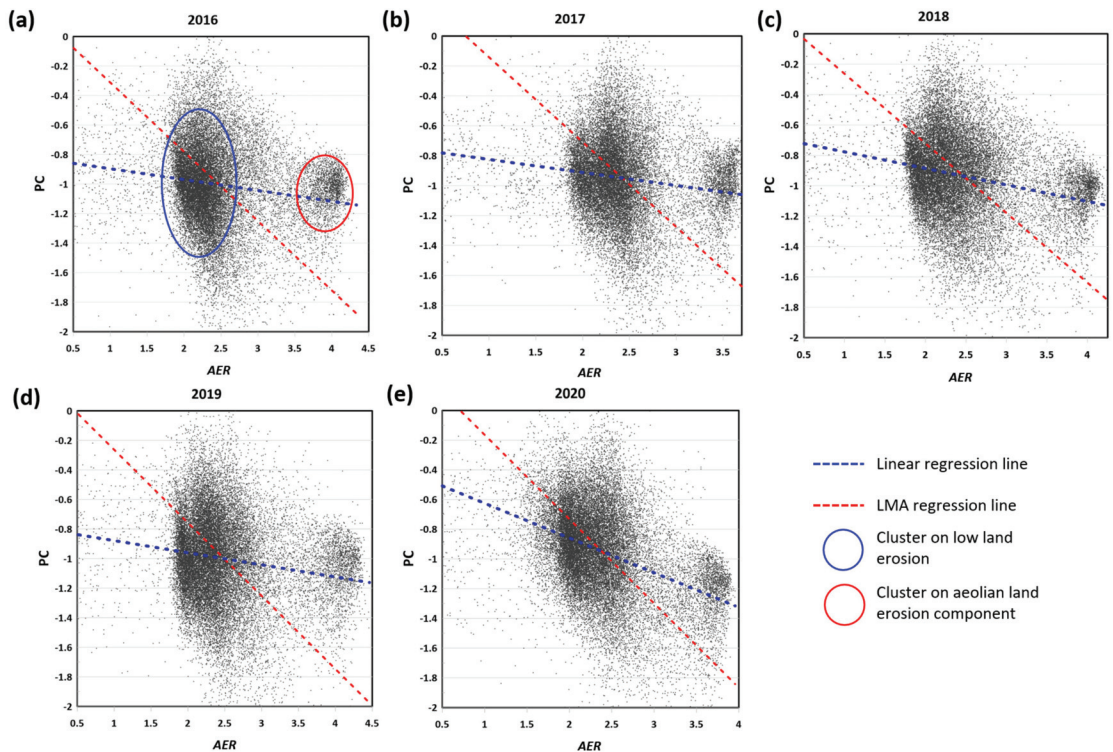 (a)
2016
0
-0.2
-0.4
-0.6
-0.8
-1
-1.2
-1.4
-1.6
-1.8
-2
PC
0.5 1 1.5 2 2.5 3 3.5 4 4.5
AER
(b)
2017
0
-0.2
-0.4
-0.6
-0.8
-1
-1.2
-1.4
-1.6
-1.8
-2
PC
0.5 1 1.5 2 2.5 3 3.5
AER
(c)
2018
0
-0.2
-0.4
-0.6
-0.8
-1
-1.2
-1.4
-1.6
-1.8
-2
PC
0.5 1 1.5 2 2.5 3 3.5 4
AER
(d)
2019
0
-0.2
-0.4
-0.6
-0.8
-1
-1.2
-1.4
-1.6
-1.8
-2
PC
0.5 1 1.5 2 2.5 3 3.5 4 4.5
AER
(e)
2020
0
-0.2
-0.4
-0.6
-0.8
-1
-1.2
-1.4
-1.6
-1.8
-2
PC
0.5 1 1.5 2 2.5 3 3.5 4
AER
Linear regression line
LMA regression line
Cluster on low land
erosion
Cluster on aeolian land
erosion component